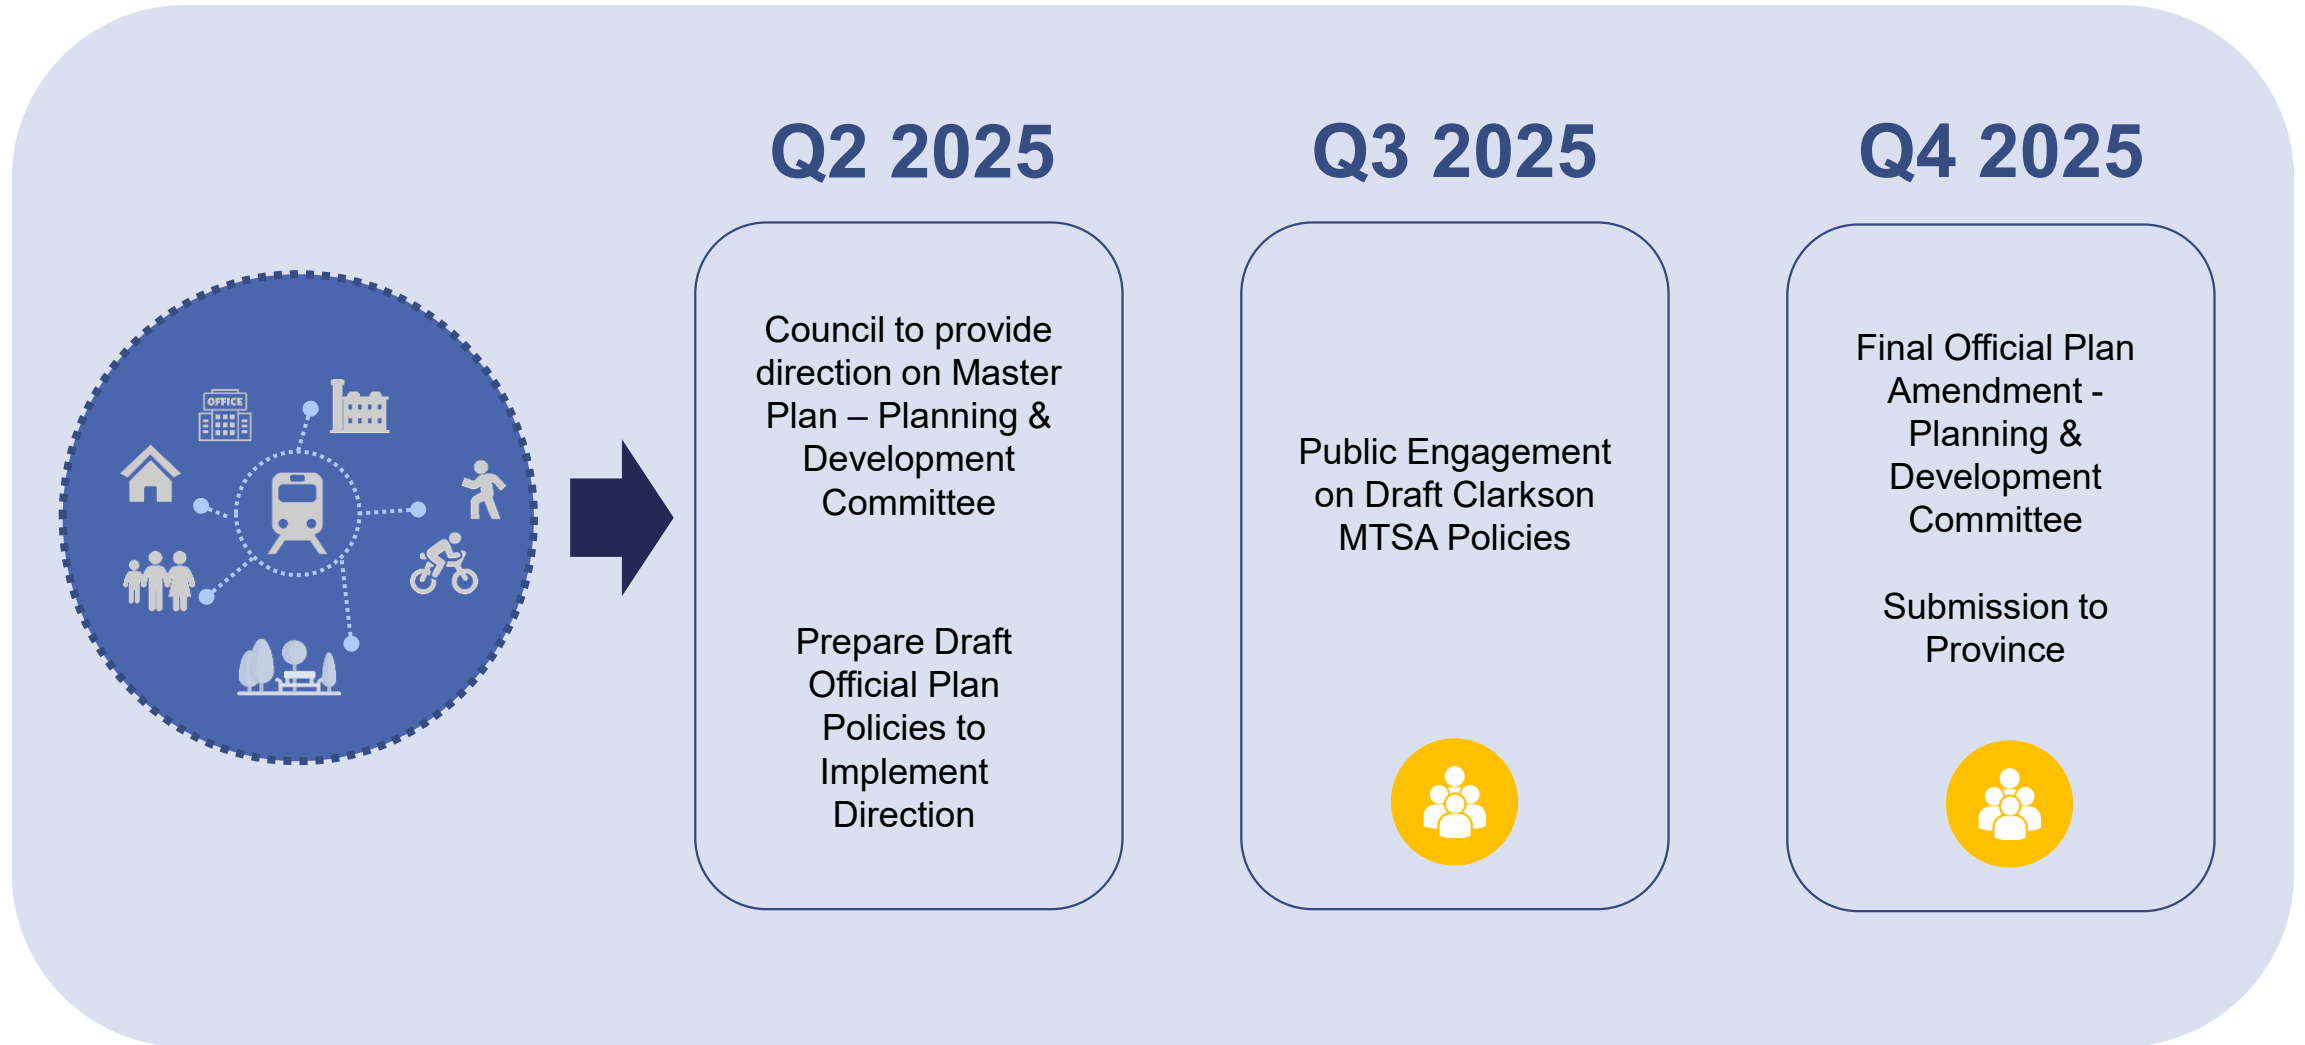 OFFICE
Q2 2025
Council to provide
direction on Master
Plan – Planning &
Development
Committee
Prepare Draft
Official Plan
Policies to
Implement
Direction
Q3 2025
Public Engagement
on Draft Clarkson
MTSA Policies
Q4 2025
Final Official Plan
Amendment -
Planning &
Development
Committee
Submission to
Province